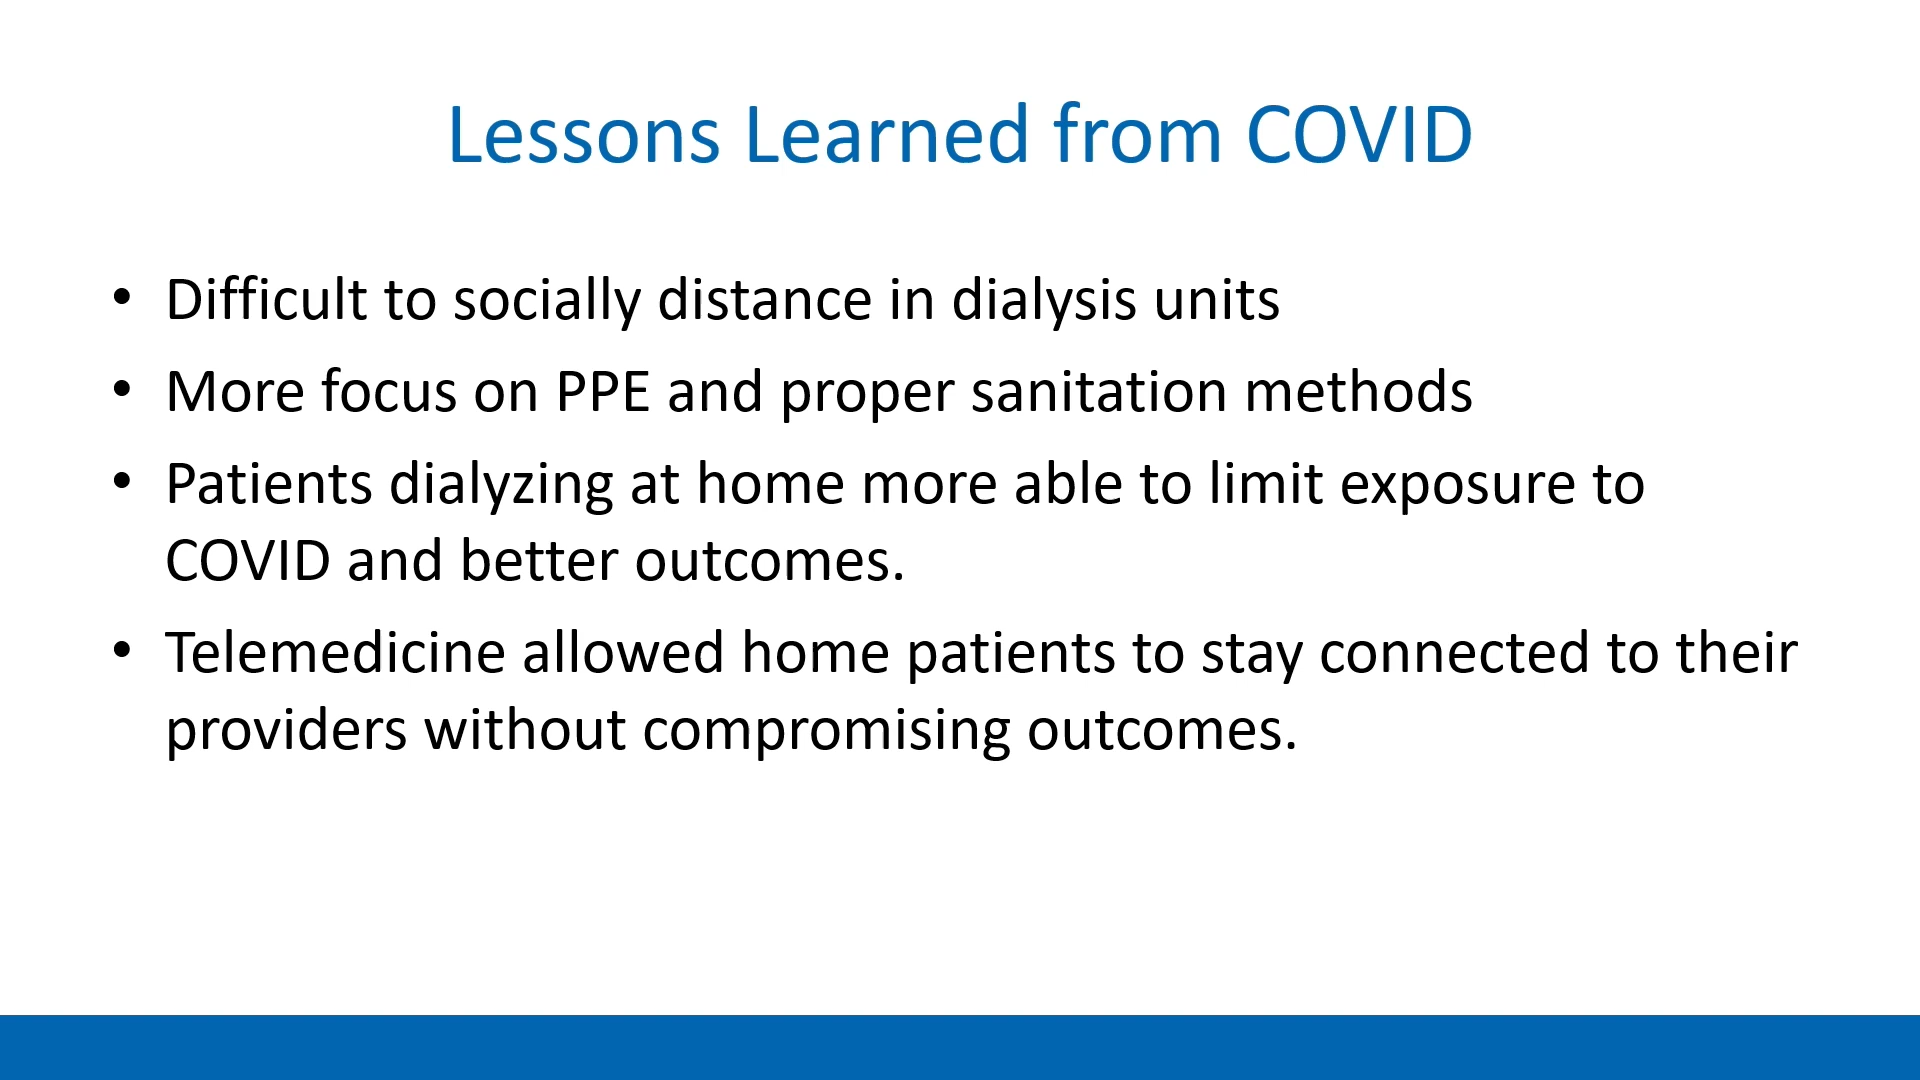 Lessons Learned from COVID
• Difficult to socially distance in dialysis units
• More focus on PPE and proper sanitation methods
• Patients dialyzing at home more able to limit exposure to
COVID and better outcomes.
• Telemedicine allowed home patients to stay connected to their
providers without compromising outcomes.